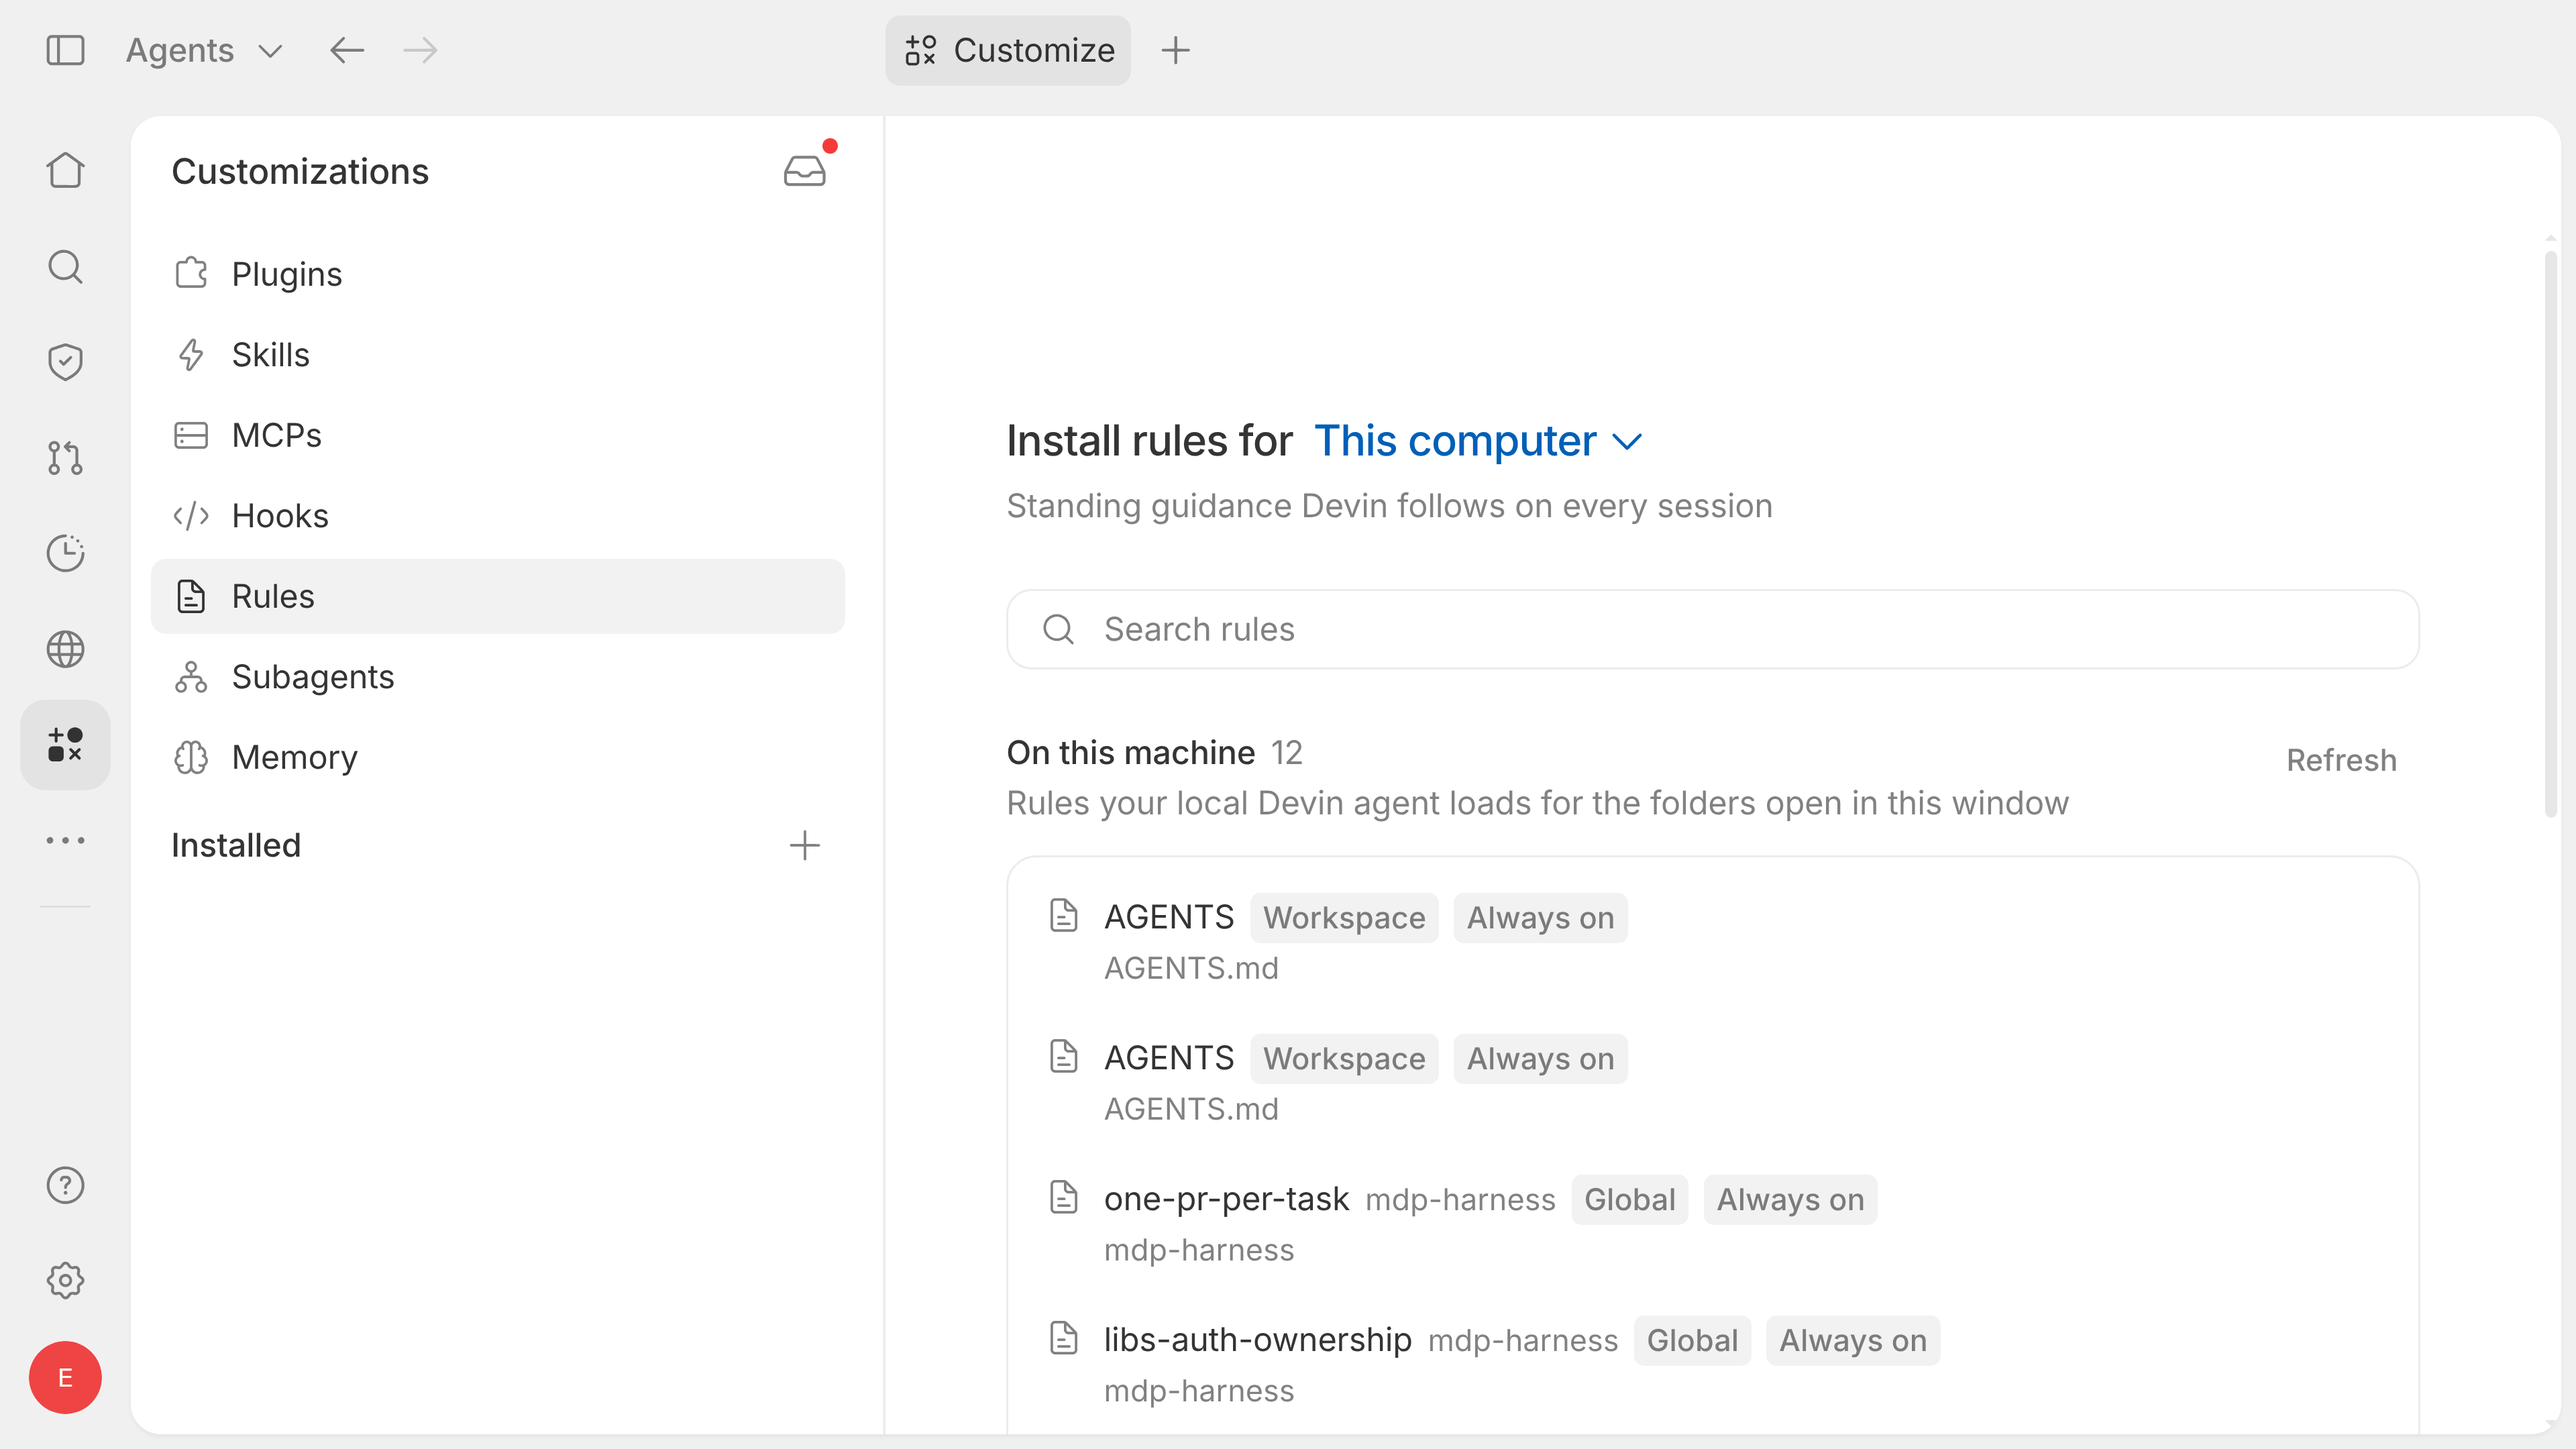 Agents
Customize
Customizations
Plugins
Skills
MCPs
Hooks
Rules
Subagents
Memory
Installed
E
Install rules for This computer
Standing guidance Devin follows on every session
Search rules
On this machine 12
Refresh
Rules your local Devin agent loads for the folders open in this window
AGENTS Workspace Always on
AGENTS.md
AGENTS Workspace Always on
AGENTS.md
one-pr-per-task mdp-harness Global Always on
mdp-harness
libs-auth-ownership mdp-harness Global Always on
mdp-harness